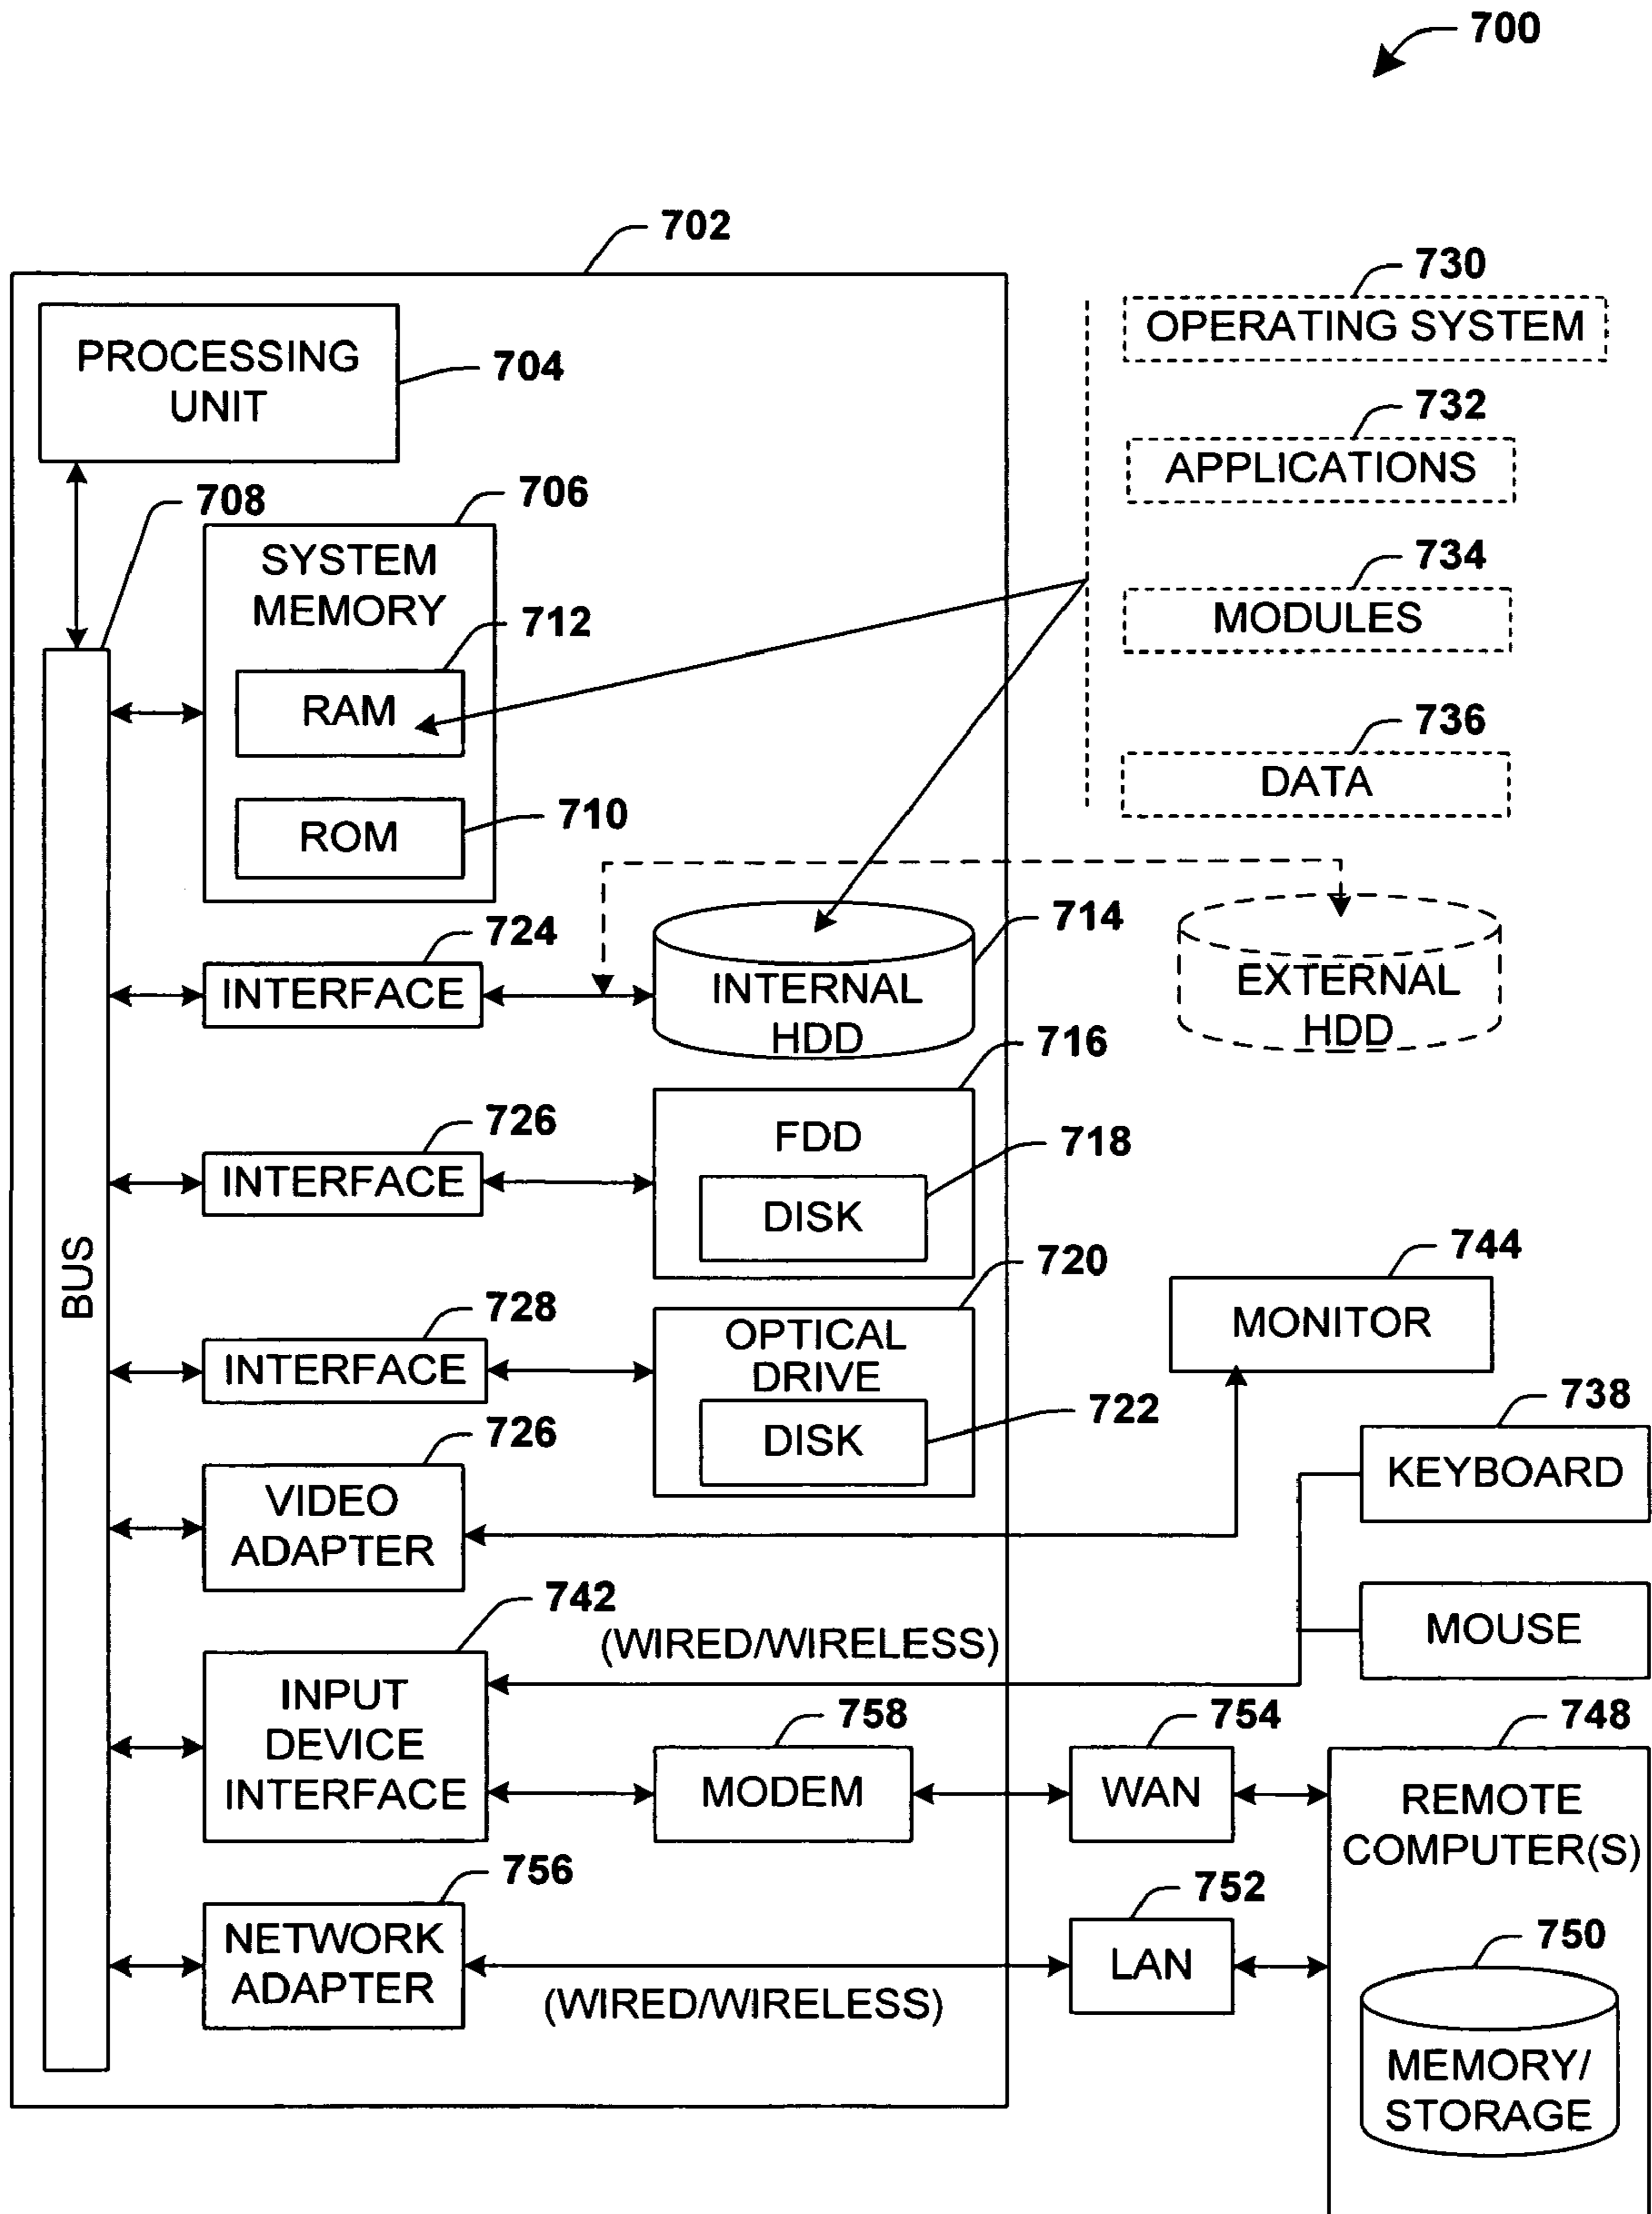 700
702
PROCESSING
UNIT
704
708
706
SYSTEM
MEMORY
712
RAM
ROM
710
730
OPERATING SYSTEM
732
APPLICATIONS
734
MODULES
736
DATA
724
INTERFACE
714
INTERNAL
HDD
EXTERNAL
HDD
716
726
INTERFACE
FDD
718
DISK
BUS
720
728
INTERFACE
OPTICAL
DRIVE
722
DISK
744
MONITOR
726
VIDEO
ADAPTER
738
KEYBOARD
MOUSE
742
(WIRED/WIRELESS)
INPUT
DEVICE
INTERFACE
758
MODEM
754
WAN
748
REMOTE
COMPUTER(S)
756
NETWORK
ADAPTER
(WIRED/WIRELESS)
752
LAN
750
MEMORY/
STORAGE